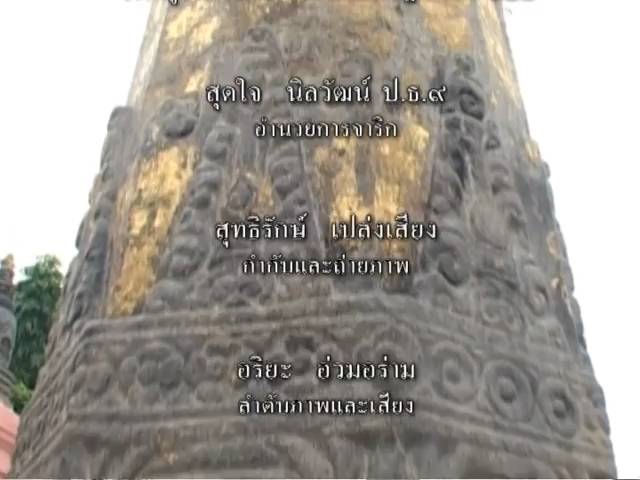 สุดใจ นิลวัฒน์ ป.ธ.๙
อำนวยการจาริก
สุทธิรักษ์ เปล่งเสียง
กำกับและถ่ายภาพ
อริยะ อ่วมอร่าม
ลำดับภาพและเสียง